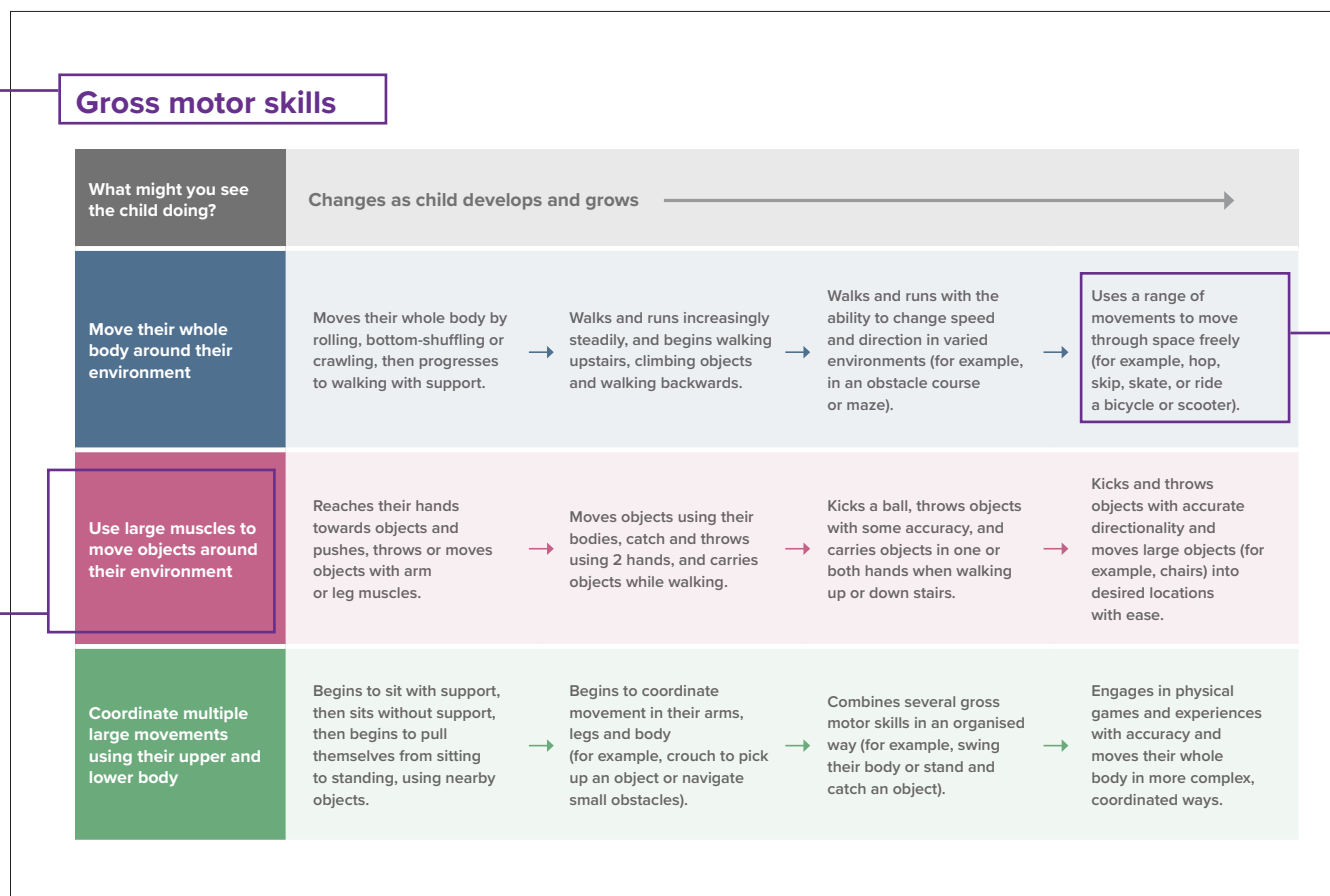 Gross motor skills
What might you see
the child doing?
Changes as child develops and grows
Move their whole
body around their
environment
Moves their whole body by
rolling, bottom-shuffling or
crawling, then progresses
to walking with support.
Walks and runs increasingly
steadily, and begins walking
upstairs, climbing objects
and walking backwards.
Walks and runs with the
ability to change speed
and direction in varied
environments (for example,
in an obstacle course
or maze).
Uses a range of
movements to move
through space freely
(for example, hop,
skip, skate, or ride
a bicycle or scooter).
Use large muscles to
move objects around
their environment
Reaches their hands
towards objects and
pushes, throws or moves
objects with arm
or leg muscles.
Moves objects using their
bodies, catch and throws
using 2 hands, and carries
objects while walking.
Kicks a ball, throws objects
with some accuracy, and
carries objects in one or
both hands when walking
up or down stairs.
Kicks and throws
objects with accurate
directionality and
moves large objects (for
example, chairs) into
desired locations
with ease.
Coordinate multiple
large movements
using their upper and
lower body
Begins to sit with support,
then sits without support,
then begins to pull
themselves from sitting
to standing, using nearby
objects.
Begins to coordinate
movement in their arms,
legs and body
(for example, crouch to pick
up an object or navigate
small obstacles).
Combines several gross
motor skills in an organised
way (for example, swing
their body or stand and
catch an object).
Engages in physical
games and experiences
with accuracy and
moves their whole
body in more complex,
coordinated ways.